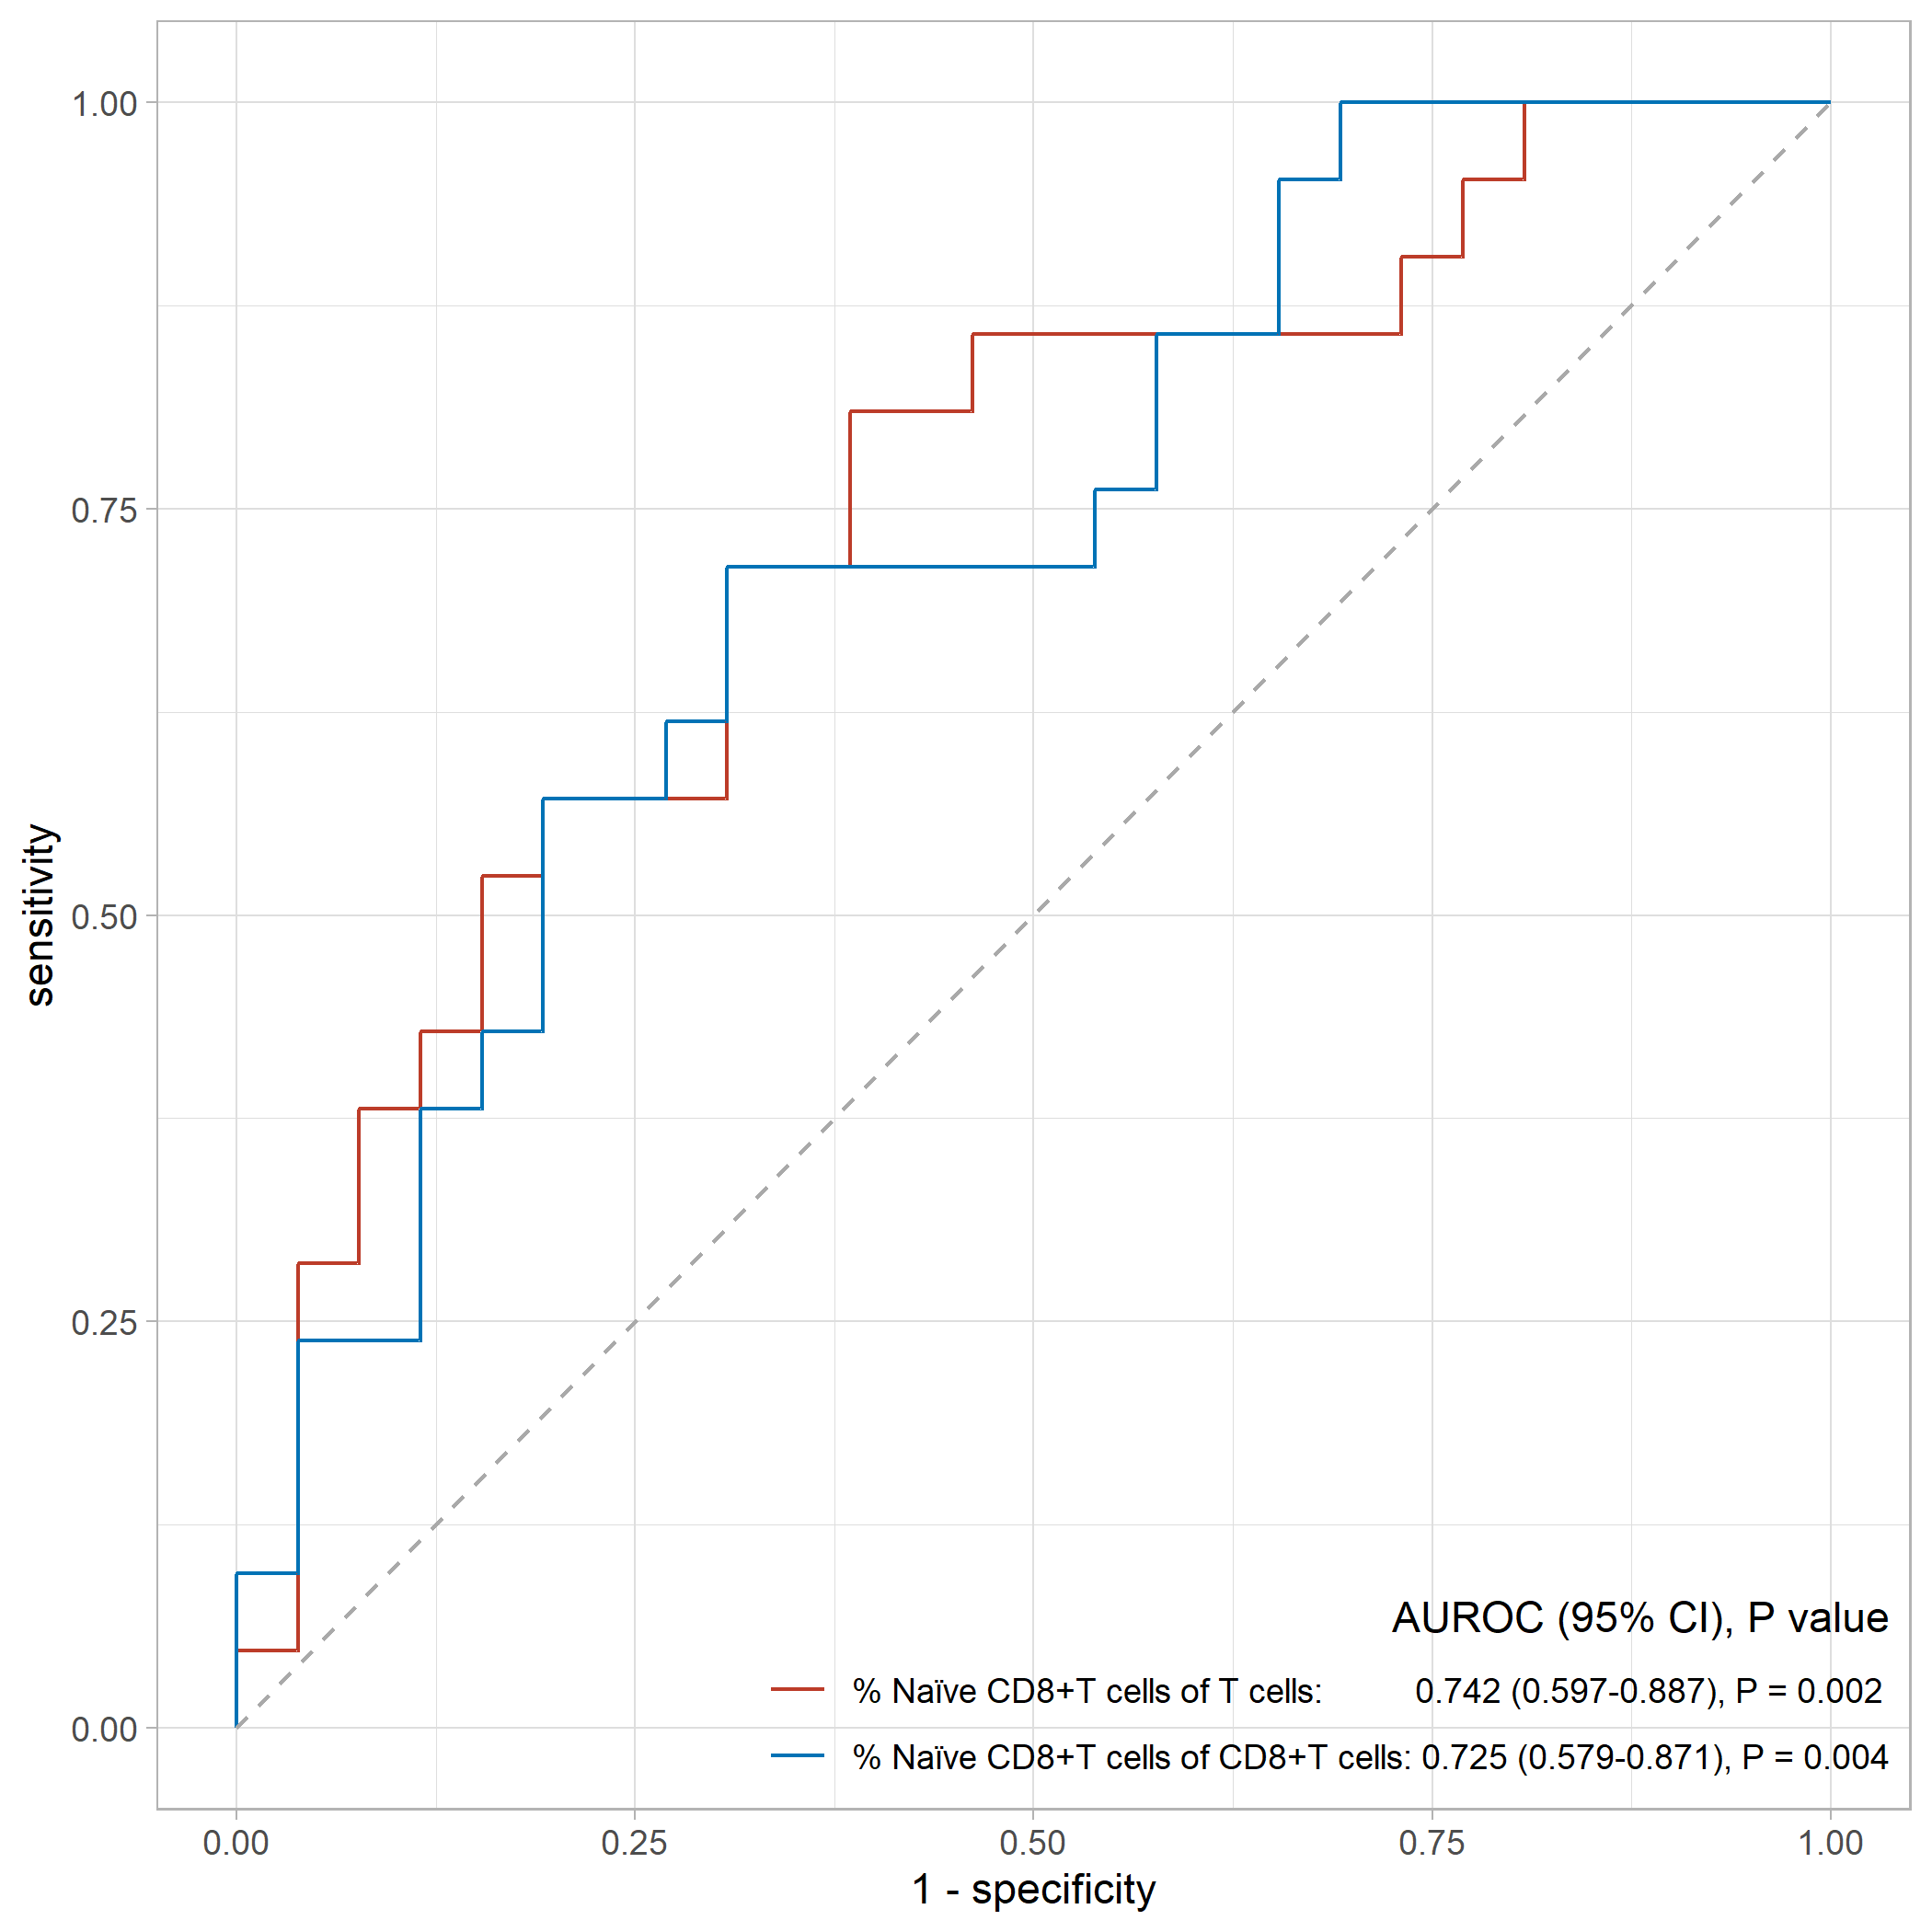 1.00
0.75
0.50
0.25
0.00
sensitivity
AUROC (95% CI), P value
% Naïve CD8+T cells of T cells: 0.742 (0.597-0.887), P = 0.002
% Naïve CD8+T cells of CD8+T cells: 0.725 (0.579-0.871), P = 0.004
0.00 0.25 0.50 0.75 1.00
1 - specificity